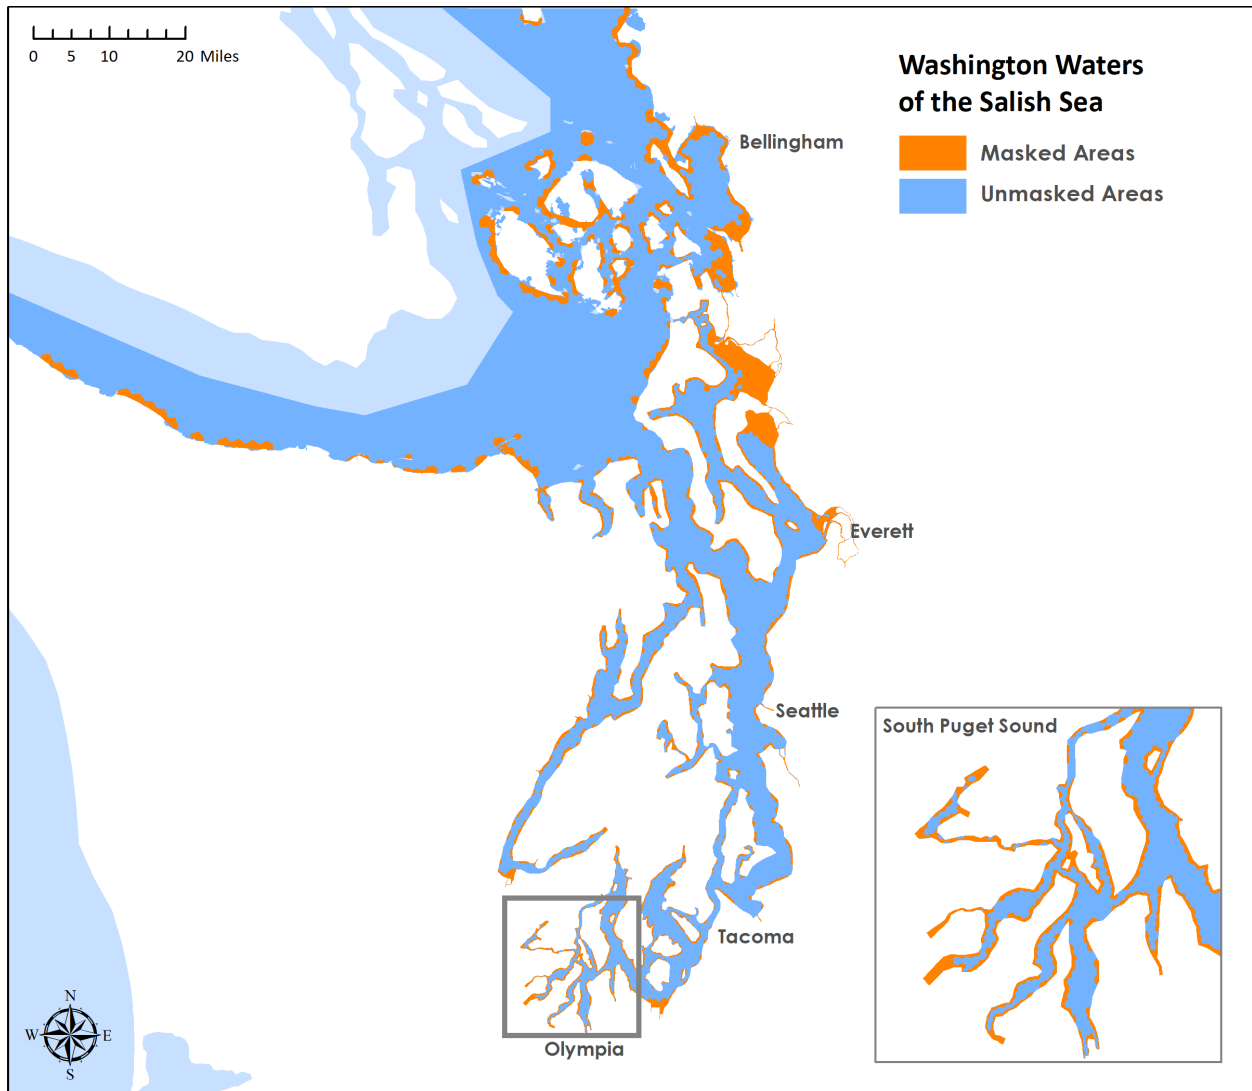 0 5 10 20 Miles
Washington Waters
of the Salish Sea
Masked Areas
Unmasked Areas
Bellingham
Everett
Seattle
South Puget Sound
Tacoma
Olympia
N
W E
S